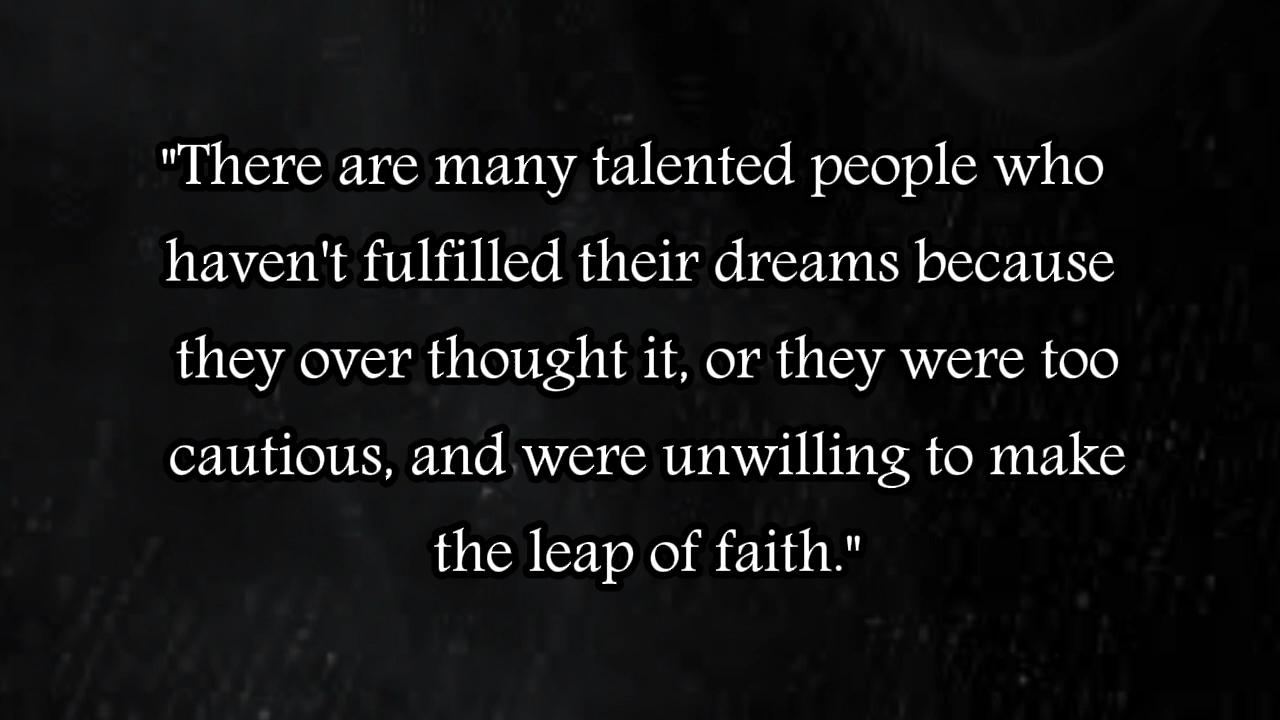 "There are many talented people who
haven't fulfilled their dreams because
they over thought it, or they were too
cautious, and were unwilling to make
the leap of faith."